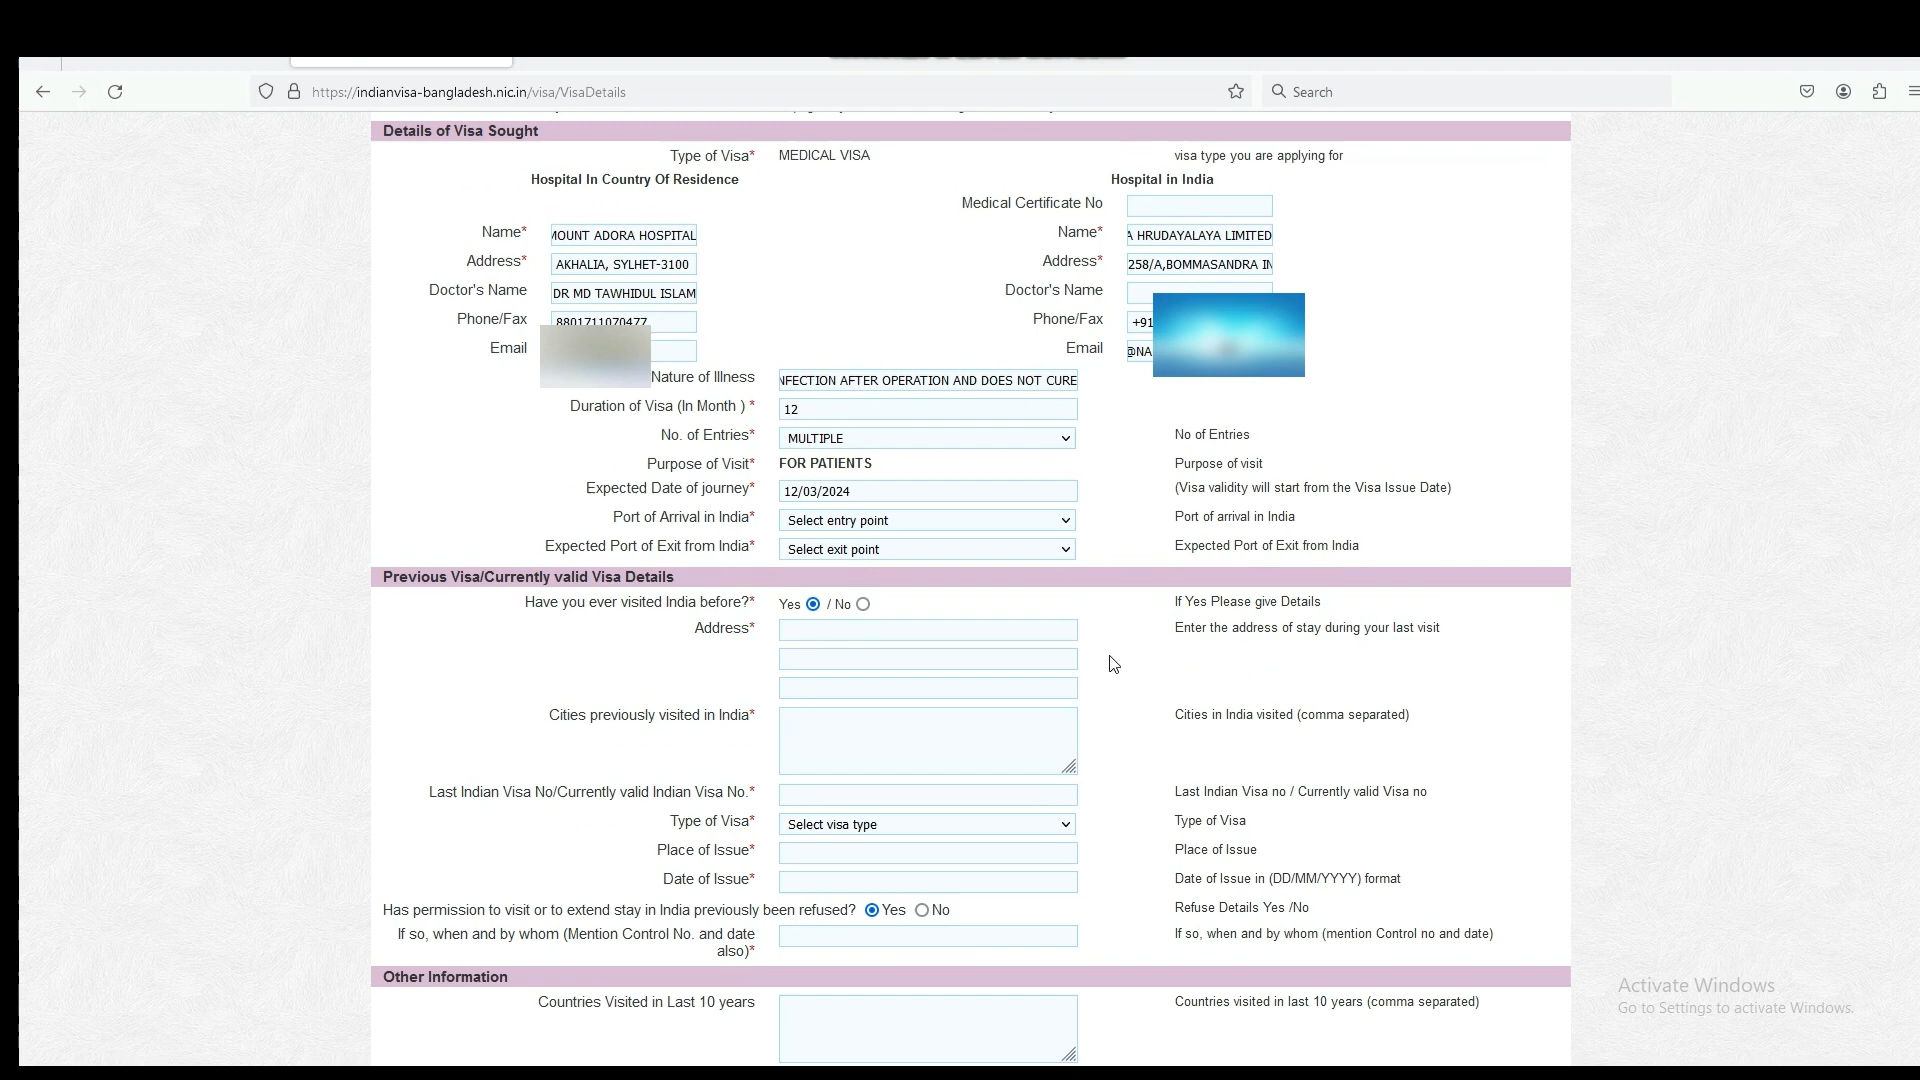 https://indianvisa-bangladesh.nic.in/visa/VisaDetails
Search
Details of Visa Sought
Type of Visa* MEDICAL VISA visa type you are applying for
Hospital In Country Of Residence Hospital in India
Medical Certificate No
Name* MOUNT ADORA HOSPITAL Name* A HRUDAYALAYA LIMITED
Address* AKHALIA, SYLHET-3100 Address* 258/A,BOMMASANDRA IN
Doctor's Name DR MD TAWHIDUL ISLAM Doctor's Name
Phone/Fax 8801711070477 Phone/Fax +91
Email Email @NA
Nature of Illness NFECTION AFTER OPERATION AND DOES NOT CURE
Duration of Visa (In Month ) * 12
No. of Entries* MULTIPLE No of Entries
Purpose of Visit* FOR PATIENTS Purpose of visit
Expected Date of journey* 12/03/2024 (Visa validity will start from the Visa Issue Date)
Port of Arrival in India* Select entry point Port of arrival in India
Expected Port of Exit from India* Select exit point Expected Port of Exit from India
Previous Visa/Currently valid Visa Details
Have you ever visited India before?* Yes / No If Yes Please give Details
Address* Enter the address of stay during your last visit
Cities previously visited in India* Cities in India visited (comma separated)
Last Indian Visa No/Currently valid Indian Visa No.* Last Indian Visa no / Currently valid Visa no
Type of Visa* Select visa type Type of Visa
Place of Issue* Place of Issue
Date of Issue* Date of Issue in (DD/MM/YYYY) format
Has permission to visit or to extend stay in India previously been refused? Yes No Refuse Details Yes /No
If so, when and by whom (Mention Control No. and date If so, when and by whom (mention Control no and date)
also)*
Other Information
Countries Visited in Last 10 years Countries visited in last 10 years (comma separated)
Activate Windows
Go to Settings to activate Windows.